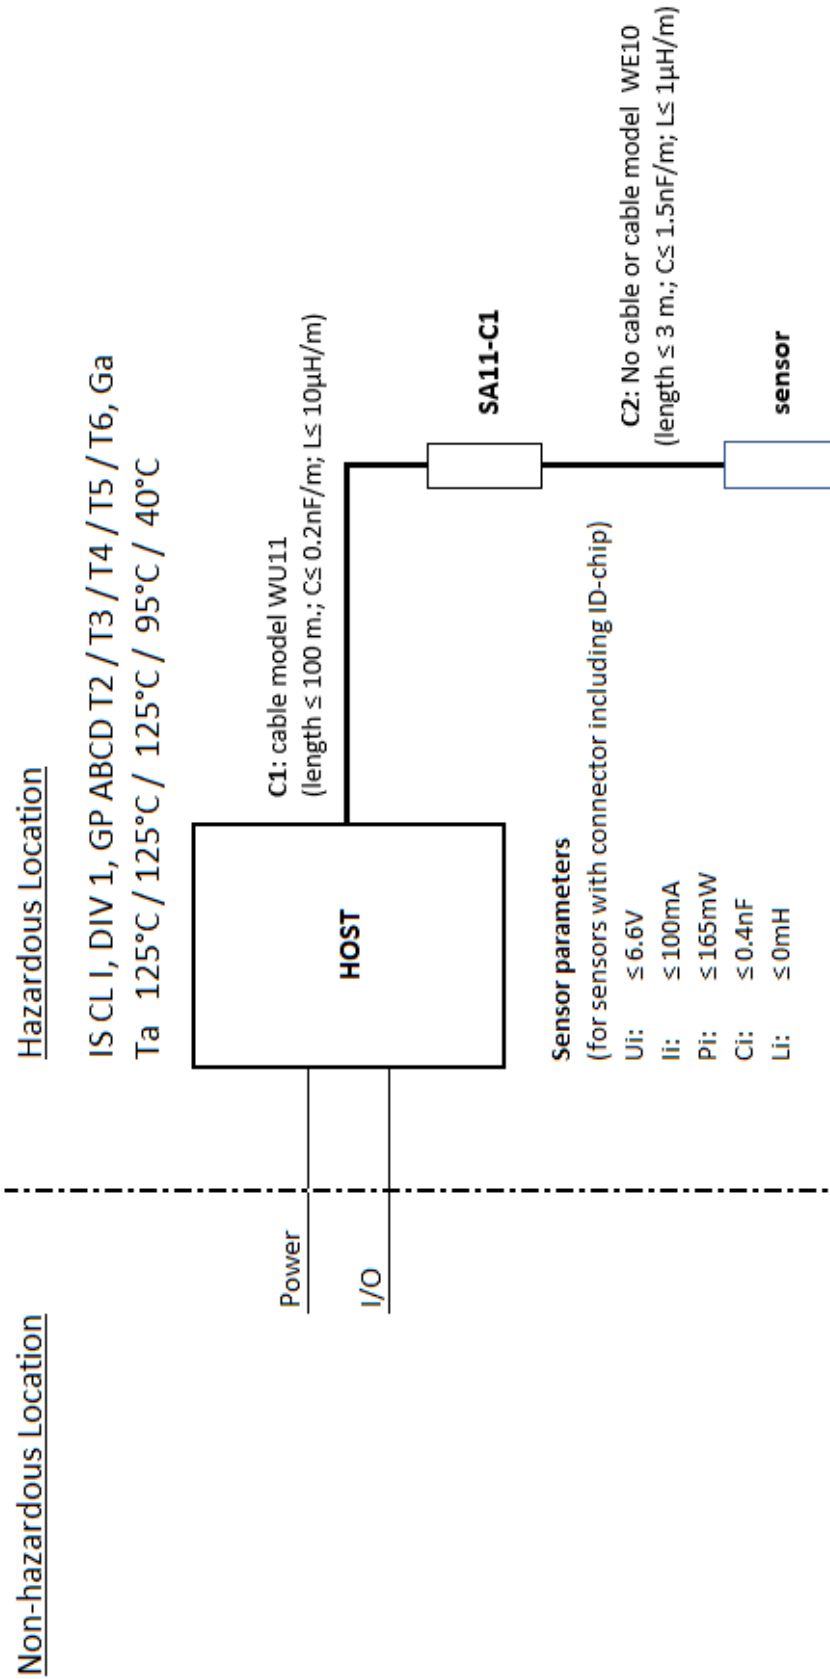 Non-hazardous Location
Hazardous Location
IS CL I, DIV 1, GP ABCD T2 / T3 / T4 / T5 / T6, Ga
Ta 125°C / 125°C / 125°C / 95°C / 40°C
Power
I/O
HOST
C1: cable model WU11
(length ≤ 100 m.; C≤ 0.2nF/m; L≤ 10µH/m)
SA11-C1
C2: No cable or cable model WE10
(length ≤ 3 m.; C≤ 1.5nF/m; L≤ 1µH/m)
sensor
Sensor parameters
(for sensors with connector including ID-chip)
Ui: ≤ 6.6V
Ii: ≤ 100mA
Pi: ≤ 165mW
Ci: ≤ 0.4nF
Li: ≤ 0mH